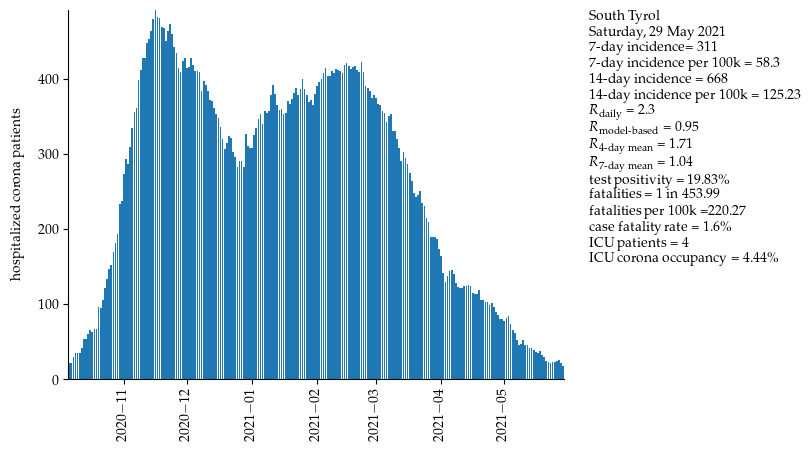 South Tyrol
Saturday, 29 May 2021
7-day incidence= 311
7-day incidence per 100k = 58.3
14-day incidence = 668
14-day incidence per 100k = 125.23
R_daily = 2.3
R_model-based = 0.95
R_4-day mean = 1.71
R_7-day mean = 1.04
test positivity = 19.83%
fatalities = 1 in 453.99
fatalities per 100k =220.27
case fatality rate = 1.6%
ICU patients = 4
ICU corona occupancy = 4.44%
hospitalized corona patients
400
300
200
100
0
2020−11
2020−12
2021−01
2021−02
2021−03
2021−04
2021−05